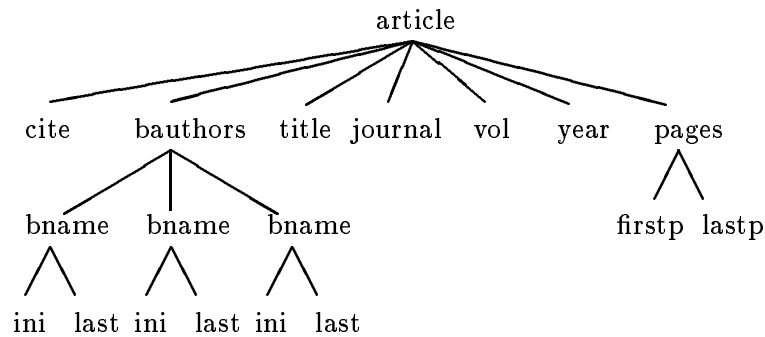 article
cite bauthors title journal vol year pages
bname bname bname firstp lastp
ini last ini last ini last